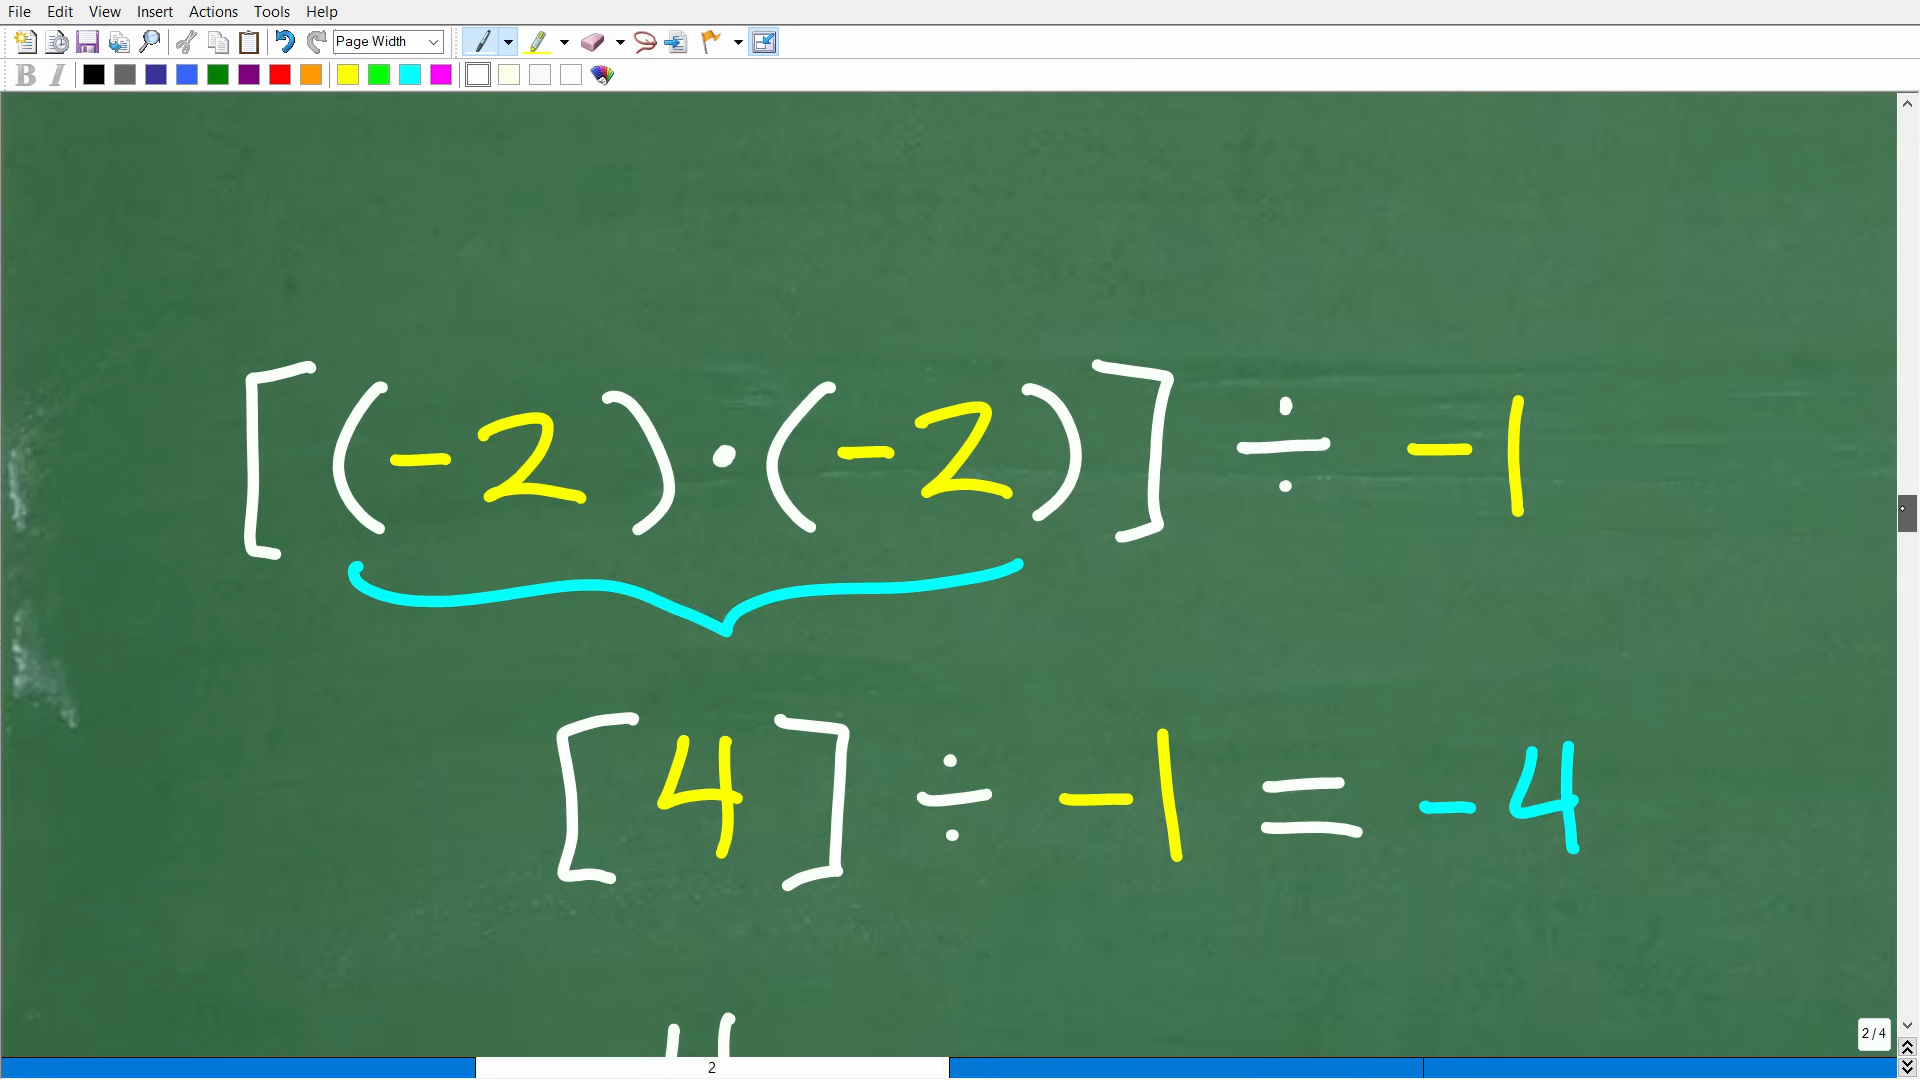 File Edit View Insert Actions Tools Help
Page Width
B I
[(-2)·(-2)] ÷ -1
[4] ÷ -1 = -4
2 / 4
2